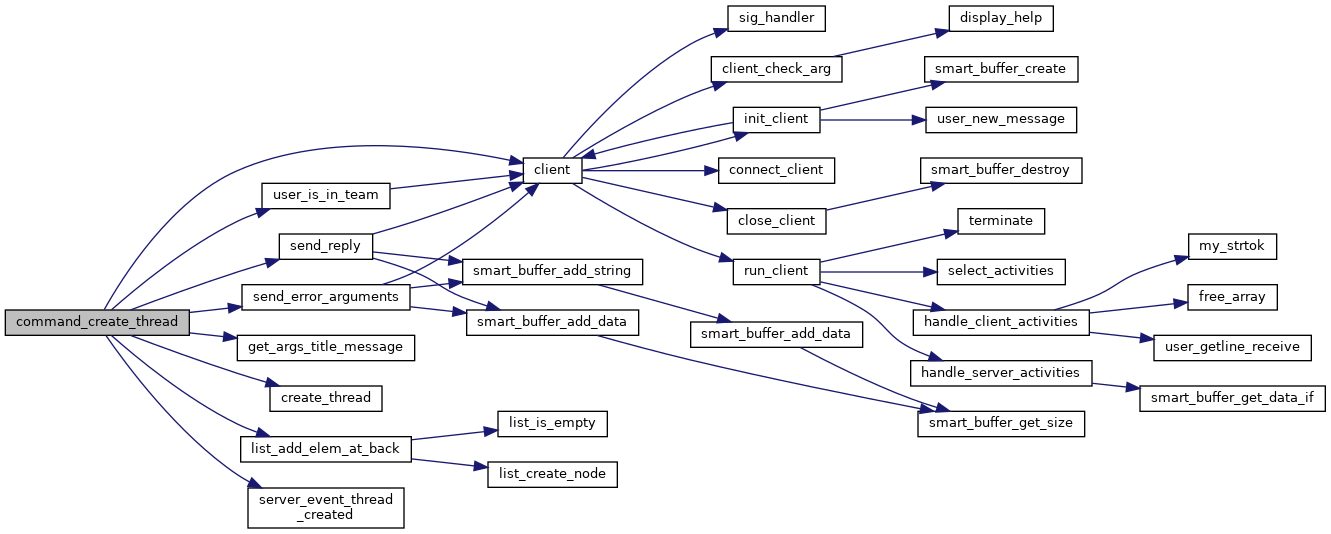 sig_handler
display_help
client_check_arg
smart_buffer_create
init_client
user_new_message
client
connect_client
smart_buffer_destroy
user_is_in_team
close_client
terminate
send_reply
my_strtok
smart_buffer_add_string
run_client
select_activities
send_error_arguments
free_array
command_create_thread
smart_buffer_add_data
handle_client_activities
smart_buffer_add_data
get_args_title_message
user_getline_receive
handle_server_activities
create_thread
smart_buffer_get_data_if
list_is_empty
smart_buffer_get_size
list_add_elem_at_back
list_create_node
server_event_thread
_created